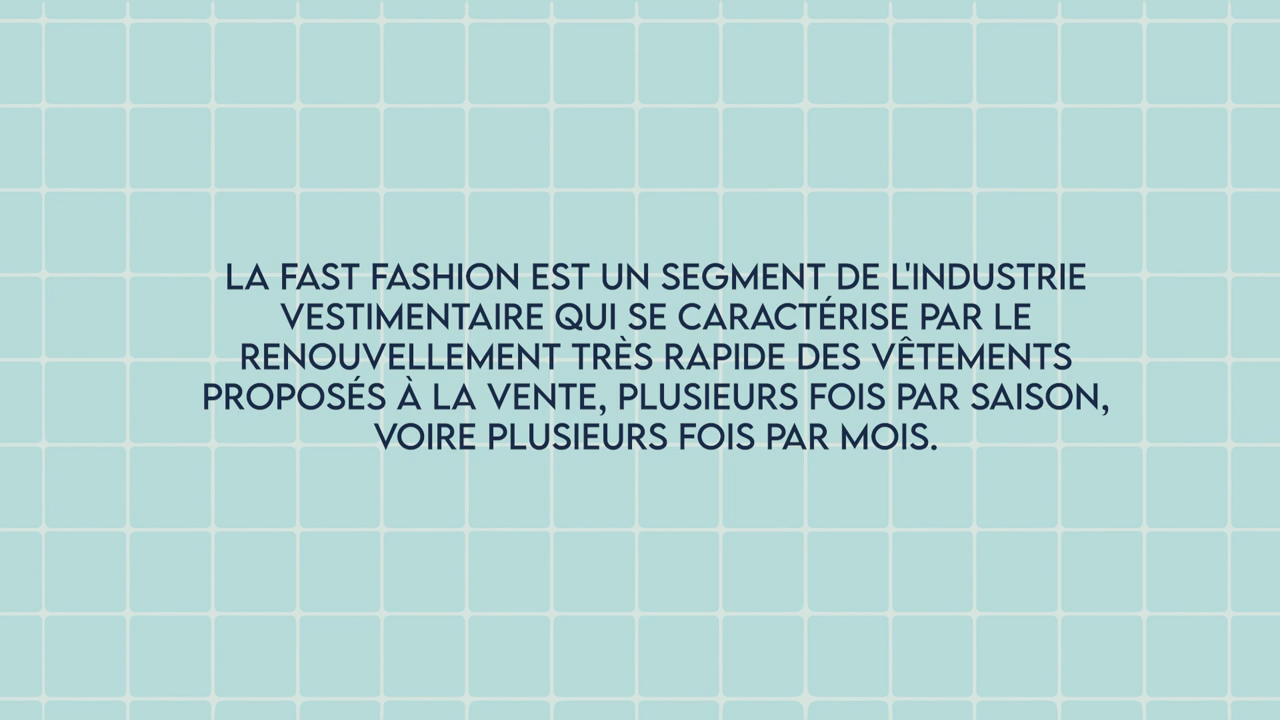 LA FAST FASHION EST UN SEGMENT DE L'INDUSTRIE
VESTIMENTAIRE QUI SE CARACTÉRISE PAR LE
RENOUVELLEMENT TRÈS RAPIDE DES VÊTEMENTS
PROPOSÉS À LA VENTE, PLUSIEURS FOIS PAR SAISON,
VOIRE PLUSIEURS FOIS PAR MOIS.